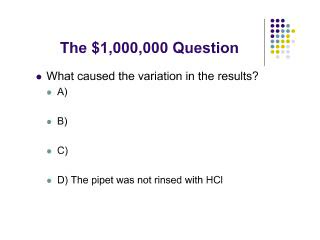 The $1,000,000 Question
What caused the variation in the results?
A)
B)
C)
D) The pipet was not rinsed with HCl